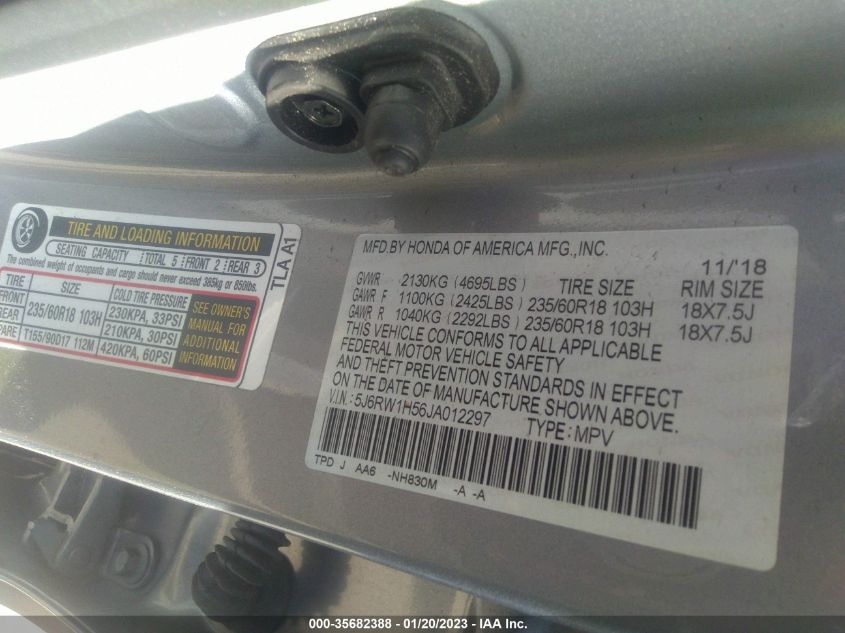 TIRE AND LOADING INFORMATION
SEATING CAPACITY TOTAL 5 FRONT 2 REAR 3
The combined weight of occupants and cargo should never exceed 385kg or 850lbs.
TIRE SIZE COLD TIRE PRESSURE
FRONT 235/60R18 103H 230KPA, 33PSI
REAR 210KPA, 30PSI
T155/90D17 112M 420KPA, 60PSI
SEE OWNER'S
MANUAL FOR
ADDITIONAL
INFORMATION
TLA A1
MFD.BY HONDA OF AMERICA MFG.,INC.
11/'18
GVWR 2130KG (4695LBS) TIRE SIZE RIM SIZE
GAWR F 1100KG (2425LBS) 235/60R18 103H 18X7.5J
GAWR R 1040KG (2292LBS) 235/60R18 103H 18X7.5J
THIS VEHICLE CONFORMS TO ALL APPLICABLE
FEDERAL MOTOR VEHICLE SAFETY
AND THEFT PREVENTION STANDARDS IN EFFECT
ON THE DATE OF MANUFACTURE SHOWN ABOVE.
V.I.N.: 5J6RW1H56JA012297 TYPE: MPV
TPD J AA6 -NH830M -A -A
000-35682388 | 01/20/2023 | IAA Inc.